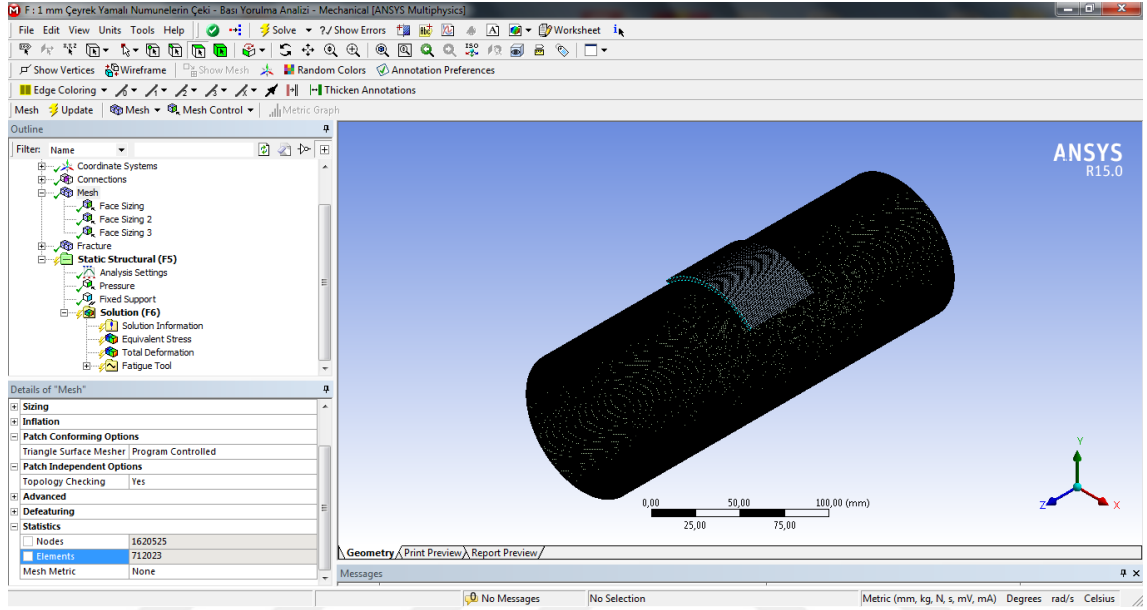 F : 1 mm Çeyrek Yamalı Numunelerin Çeki - Bası Yorulma Analizi - Mechanical [ANSYS Multiphysics]
File Edit View Units Tools Help Solve ?/ Show Errors A Worksheet
ISO
Show Vertices Wireframe Show Mesh Random Colors Annotation Preferences
Edge Coloring Thicken Annotations
Mesh Update Mesh Mesh Control Metric Graph
Outline
Filter: Name
Coordinate Systems
Connections
Mesh
Face Sizing
Face Sizing 2
Face Sizing 3
Fracture
Static Structural (F5)
Analysis Settings
Pressure
Fixed Support
Solution (F6)
Solution Information
Equivalent Stress
Total Deformation
Fatigue Tool
Details of "Mesh"
Sizing
Inflation
Patch Conforming Options
Triangle Surface Mesher Program Controlled
Patch Independent Options
Topology Checking Yes
Advanced
Defeaturing
Statistics
Nodes 1620525
Elements 712023
Mesh Metric None
ANSYS
R15.0
0,00 50,00 100,00 (mm)
25,00 75,00
Y
Z X
Geometry Print Preview Report Preview
Messages
No Messages No Selection Metric (mm, kg, N, s, mV, mA) Degrees rad/s Celsius